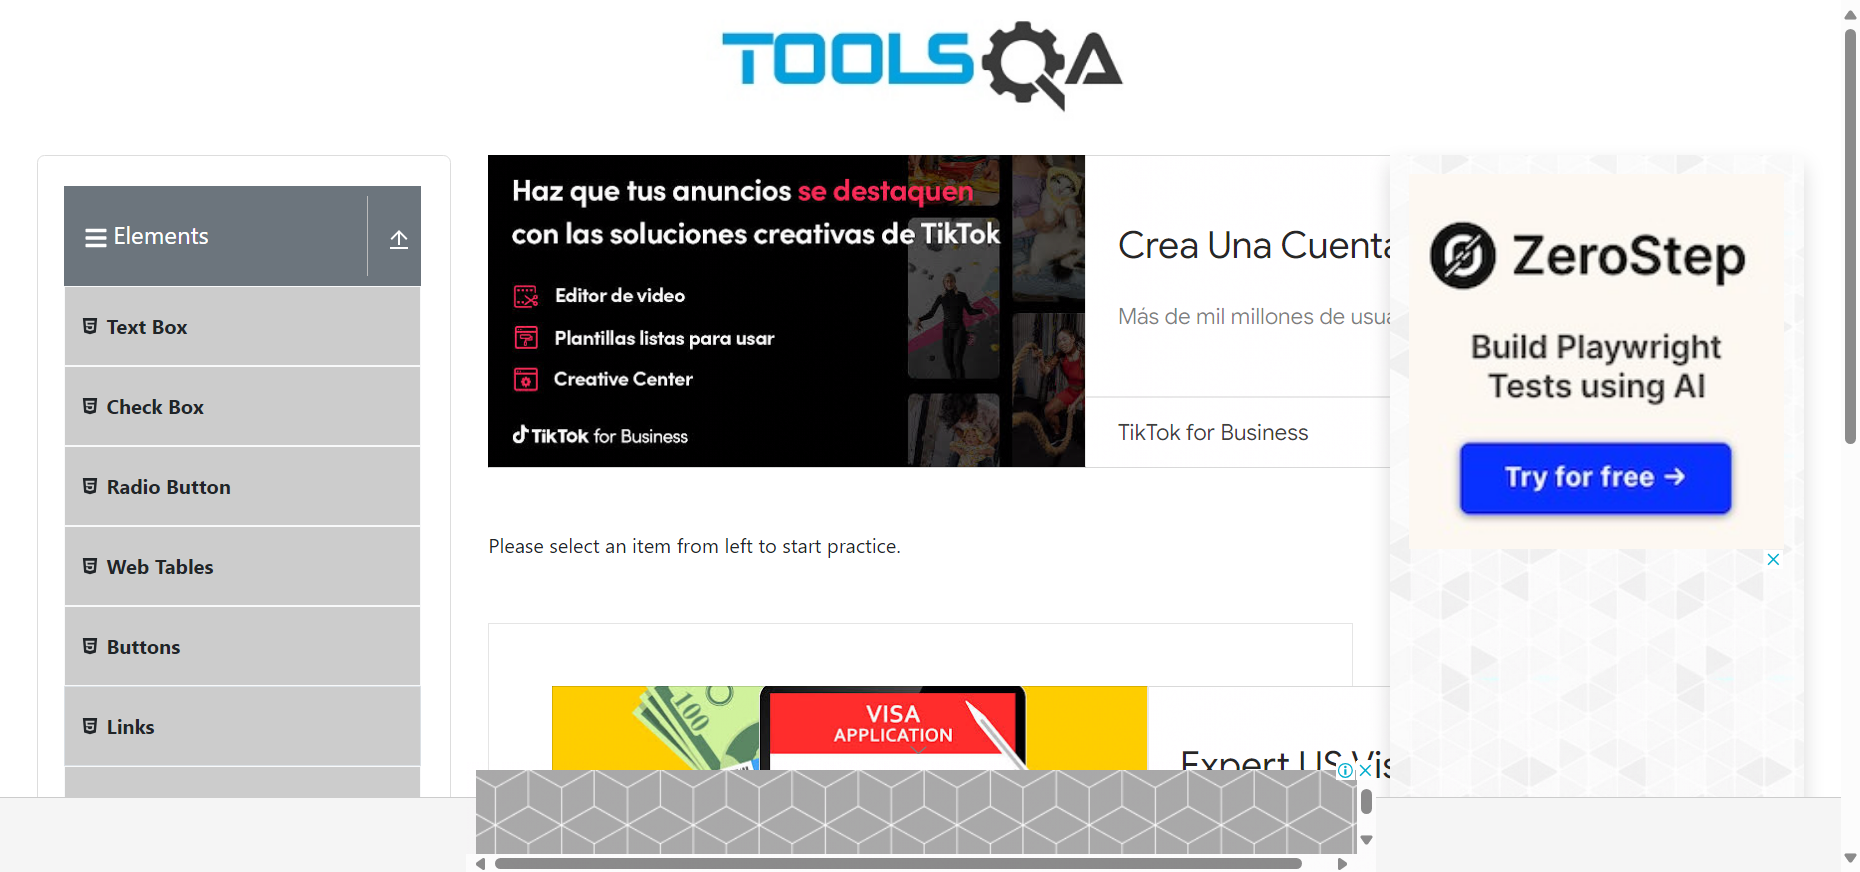 TOOLSQA
Elements
Text Box
Check Box
Radio Button
Web Tables
Buttons
Links
Haz que tus anuncios se destaquen
con las soluciones creativas de TikTok
Editor de video
Plantillas listas para usar
Creative Center
TikTok for Business
Crea Una Cuenta
Más de mil millones de usua
TikTok for Business
ZeroStep
Build Playwright
Tests using AI
Try for free →
Please select an item from left to start practice.
100
VISA
APPLICATION
Expert US Vis